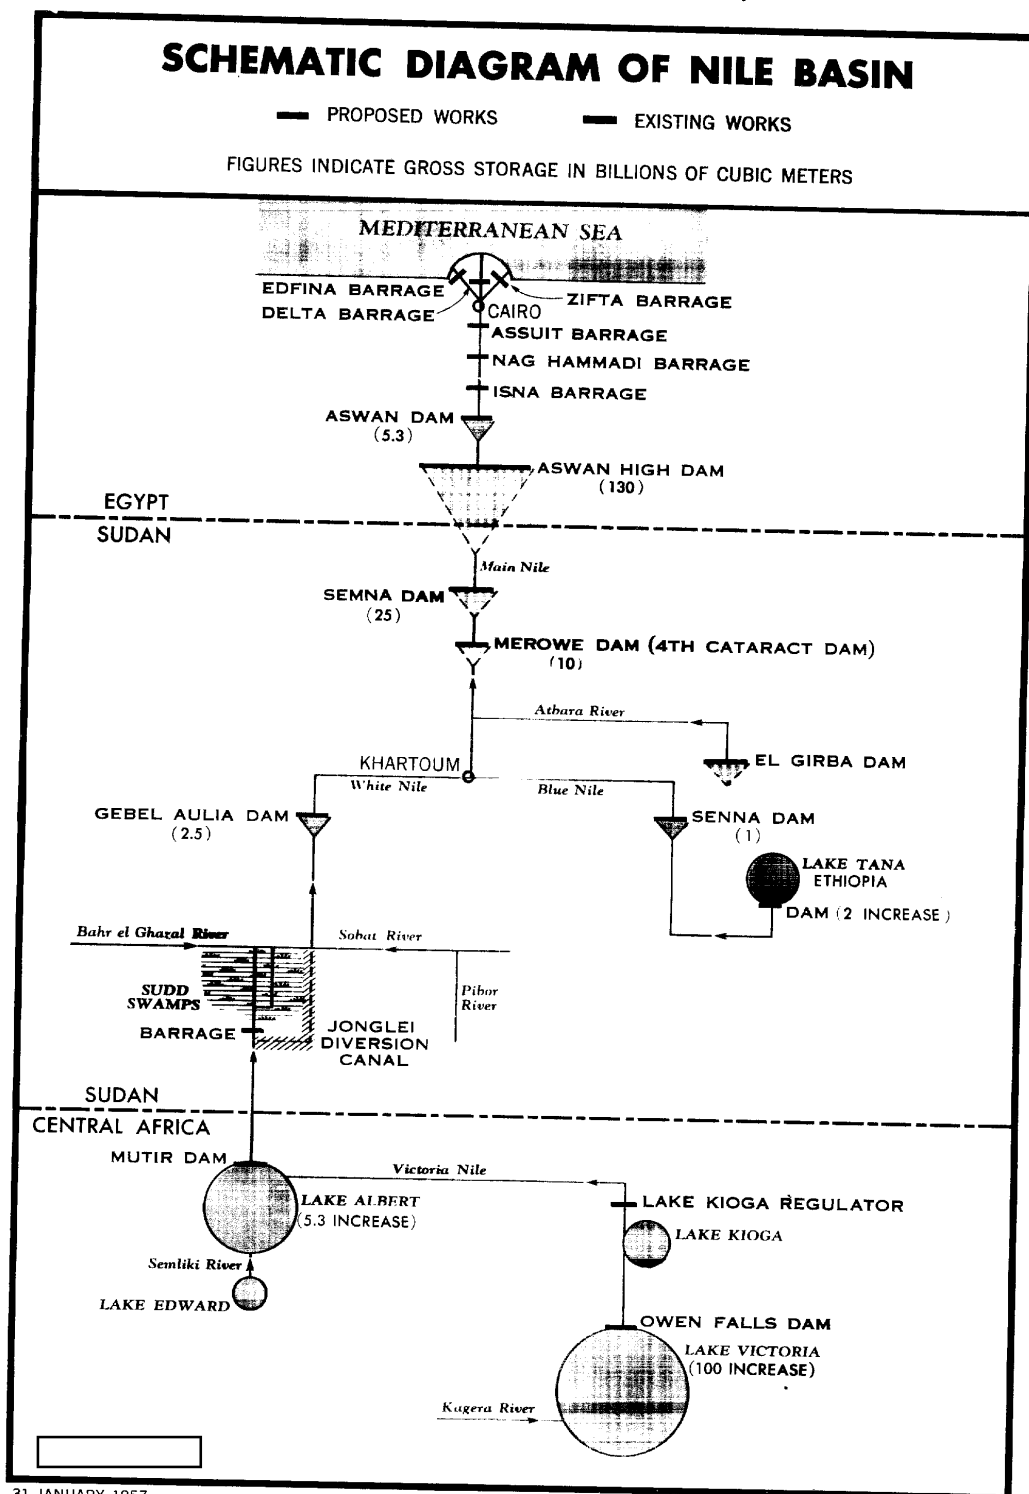 SCHEMATIC DIAGRAM OF NILE BASIN
PROPOSED WORKS
EXISTING WORKS
FIGURES INDICATE GROSS STORAGE IN BILLIONS OF CUBIC METERS
MEDITERRANEAN SEA
EDFINA BARRAGE
ZIFTA BARRAGE
DELTA BARRAGE
CAIRO
ASSUIT BARRAGE
NAG HAMMADI BARRAGE
ISNA BARRAGE
ASWAN DAM
(5.3)
ASWAN HIGH DAM
(130)
EGYPT
SUDAN
Main Nile
SEMNA DAM
(25)
MEROWE DAM (4TH CATARACT DAM)
(10)
Atbara River
EL GIRBA DAM
KHARTOUM
White Nile
Blue Nile
GEBEL AULIA DAM
(2.5)
SENNA DAM
(1)
LAKE TANA
ETHIOPIA
DAM (2 INCREASE)
Bahr el Ghazal River
Sobat River
SUDD
SWAMPS
Pibor
River
BARRAGE
JONGLEI
DIVERSION
CANAL
SUDAN
CENTRAL AFRICA
MUTIR DAM
Victoria Nile
LAKE ALBERT
(5.3 INCREASE)
LAKE KIOGA REGULATOR
LAKE KIOGA
Semliki River
LAKE EDWARD
OWEN FALLS DAM
LAKE VICTORIA
(100 INCREASE)
Kagera River
31 JANUARY 1957